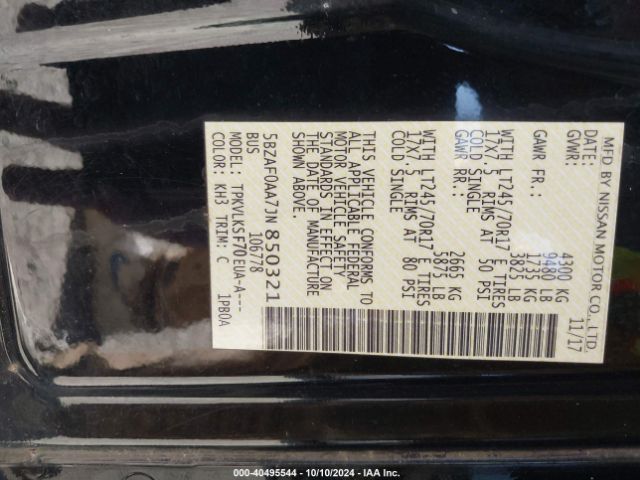 MFD BY NISSAN MOTOR CO., LTD.
DATE: 11/17
GVWR: 4300 KG
9480 LB
GAWR FR: 1735 KG
3825 LB
WITH LT245/70R17 E TIRES
17X7.5 RIMS AT 50 PSI
COLD SINGLE
GAWR RR: 2665 KG
5875 LB
WITH LT245/70R17 E TIRES
17X7.5 RIMS AT 80 PSI
COLD SINGLE
THIS VEHICLE CONFORMS TO
ALL APPLICABLE FEDERAL
MOTOR VEHICLE SAFETY
STANDARDS IN EFFECT ON
THE DATE OF MANUFACTURE
SHOWN ABOVE.
5BZAF0AA7JN850321
BUS 106778
MODEL: TPKVLKSF70EUA-A---
COLOR: KH3 TRIM: C 1PB0A
000-40495544 - 10/10/2024 - IAA Inc.